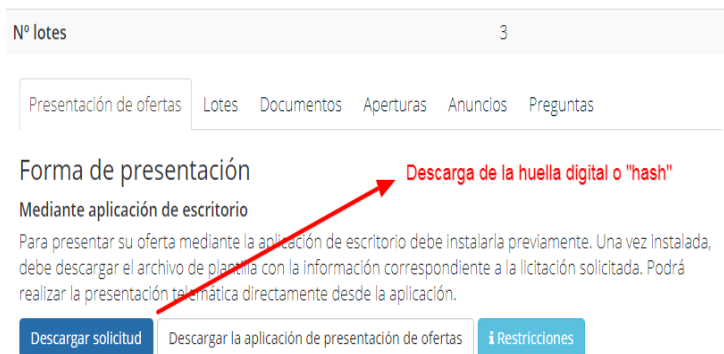 Nº lotes 3
Presentación de ofertas Lotes Documentos Aperturas Anuncios Preguntas
Forma de presentación
Descarga de la huella digital o "hash"
Mediante aplicación de escritorio
Para presentar su oferta mediante la aplicación de escritorio debe instalarla previamente. Una vez instalada,
debe descargar el archivo de plantilla con la información correspondiente a la licitación solicitada. Podrá
realizar la presentación telemática directamente desde la aplicación.
Descargar solicitud Descargar la aplicación de presentación de ofertas i Restricciones